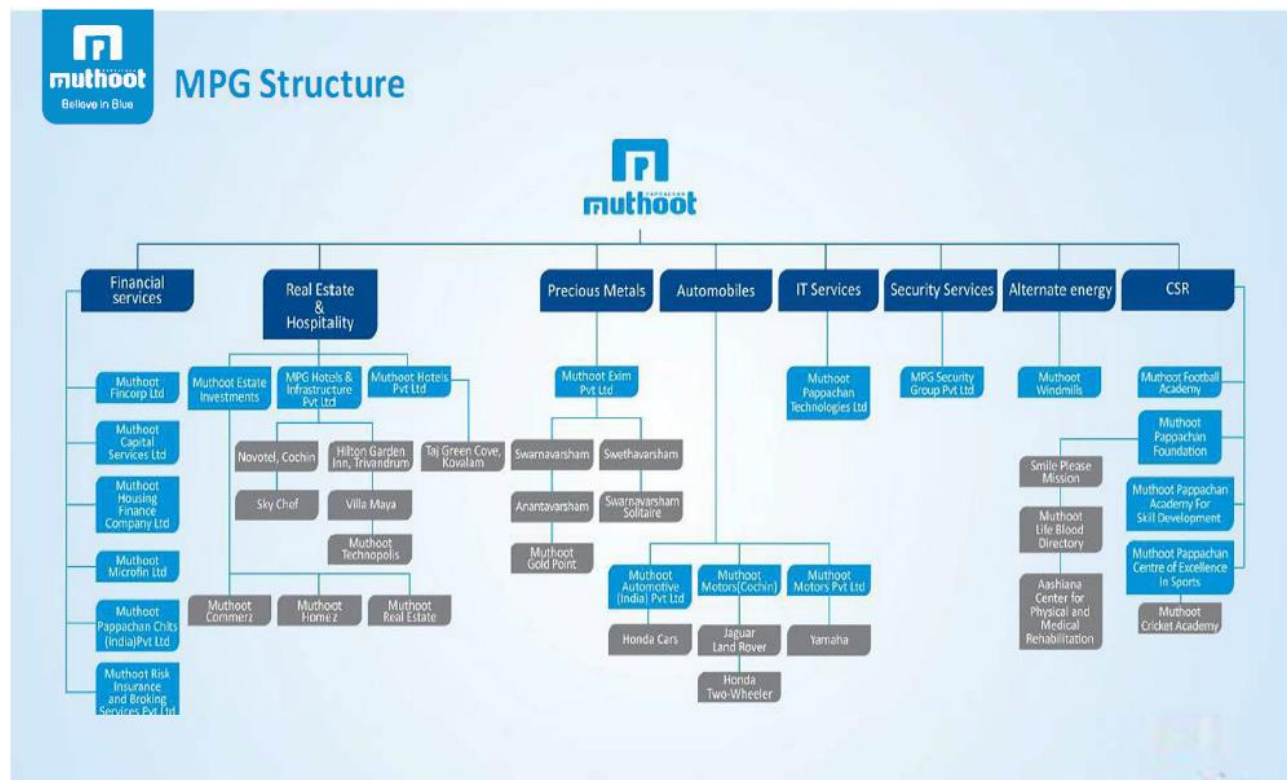 muthoot
Believe in Blue
MPG Structure
PAPPACHAN
muthoot
Financial
services
Real Estate
&
Hospitality
Precious Metals
Automobiles
IT Services
Security Services
Alternate energy
CSR
Muthoot
Fincorp Ltd
Muthoot
Capital
Services Ltd
Muthoot
Housing
Finance
Company Ltd
Muthoot
Microfin Ltd
Muthoot
Pappachan Chits
(India)Pvt Ltd
Muthoot Risk
Insurance
and Broking
Services Pvt Ltd
Muthoot Estate
Investments
MPG Hotels &
Infrastructure
Pvt Ltd
Muthoot Hotels
Pvt Ltd
Novotel, Cochin
Sky Chef
Hilton Garden
Inn, Trivandrum
Villa Maya
Muthoot
Technopolis
Taj Green Cove,
Kovalam
Muthoot
Commerz
Muthoot
Homez
Muthoot
Real Estate
Muthoot Exim
Pvt Ltd
Swarnavarsham
Anantavarsham
Muthoot
Gold Point
Swethavarsham
Swarnavarsham
Solitaire
Muthoot
Automotive
(India) Pvt Ltd
Honda Cars
Muthoot
Motors(Cochin)
Jaguar
Land Rover
Honda
Two-Wheeler
Muthoot
Motors Pvt Ltd
Yamaha
Muthoot
Pappachan
Technologies Ltd
MPG Security
Group Pvt Ltd
Muthoot
Windmills
Muthoot Football
Academy
Muthoot
Pappachan
Foundation
Smile Please
Mission
Muthoot
Life Blood
Directory
Aashiana
Center for
Physical and
Medical
Rehabilitation
Muthoot Pappachan
Academy For
Skill Development
Muthoot Pappachan
Centre of Excellence
In Sports
Muthoot
Cricket Academy